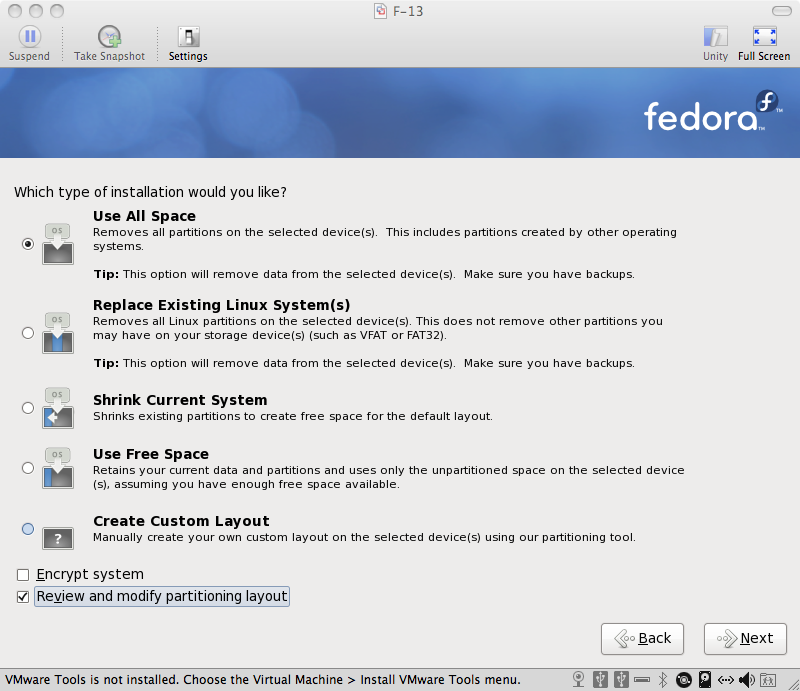 F-13
Suspend
Take Snapshot
Settings
Unity
Full Screen
fedora™
Which type of installation would you like?
OS
Use All Space
Removes all partitions on the selected device(s).  This includes partitions created by other operating
systems.
Tip: This option will remove data from the selected device(s).  Make sure you have backups.
OS
Replace Existing Linux System(s)
Removes all Linux partitions on the selected device(s). This does not remove other partitions you
may have on your storage device(s) (such as VFAT or FAT32).
Tip: This option will remove data from the selected device(s).  Make sure you have backups.
OS
Shrink Current System
Shrinks existing partitions to create free space for the default layout.
OS
Use Free Space
Retains your current data and partitions and uses only the unpartitioned space on the selected device
(s), assuming you have enough free space available.
?
Create Custom Layout
Manually create your own custom layout on the selected device(s) using our partitioning tool.
Encrypt system
Review and modify partitioning layout
Back
Next
VMware Tools is not installed. Choose the Virtual Machine > Install VMware Tools menu.